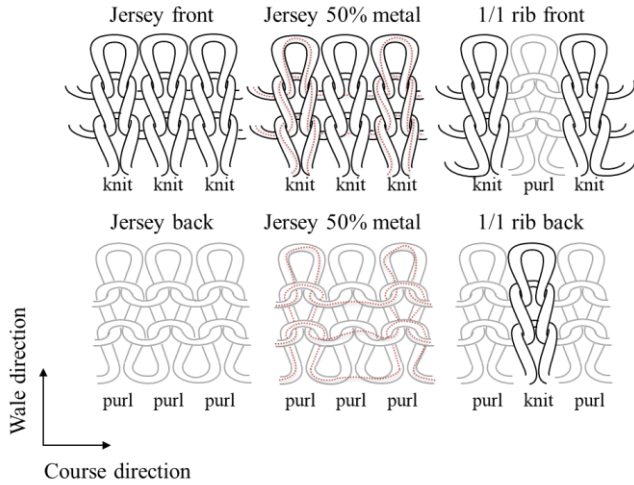 Jersey front Jersey 50% metal 1/1 rib front
knit knit knit knit knit knit knit purl knit
Jersey back Jersey 50% metal 1/1 rib back
purl purl purl purl purl purl purl knit purl
Wale direction
Course direction